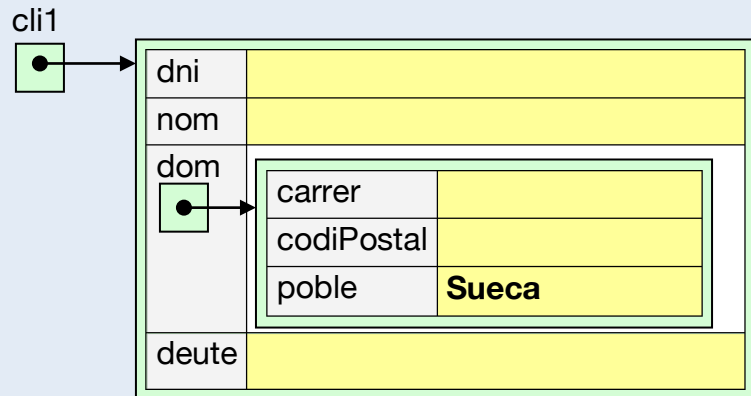 cli1
dni
nom
dom
carrer
codiPostal
poble Sueca
deute